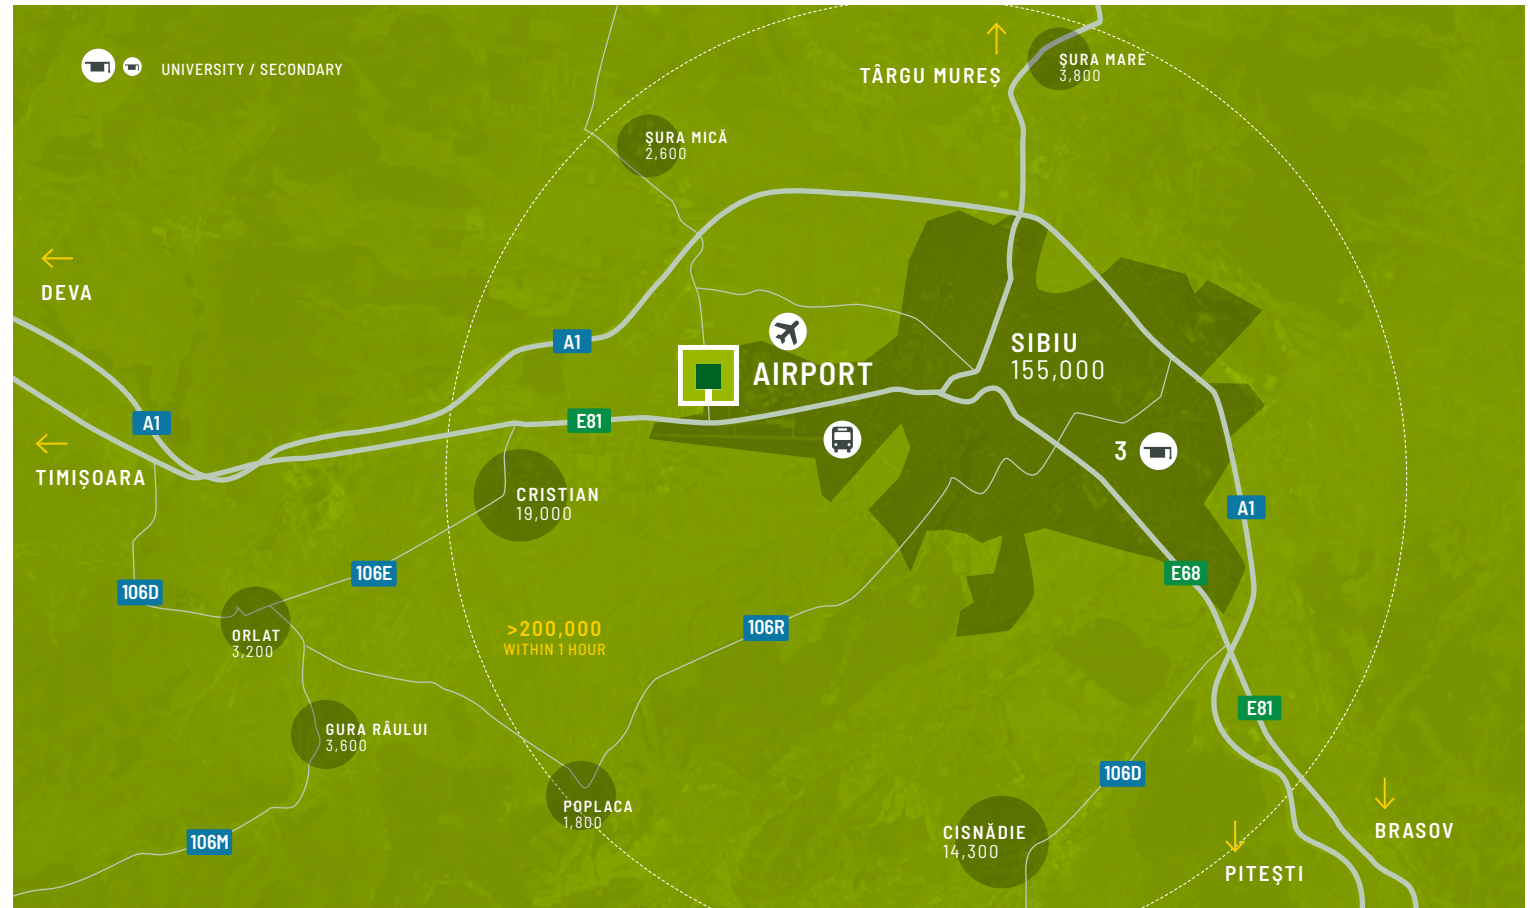 UNIVERSITY / SECONDARY
TÂRGU MUREȘ
ȘURA MARE
3,800
ȘURA MICĂ
2,600
DEVA
A1
SIBIU
155,000
AIRPORT
A1
E81
3
TIMIȘOARA
CRISTIAN
19,000
A1
106E
E68
106D
>200,000
WITHIN 1 HOUR
106R
ORLAT
3,200
E81
GURA RÂULUI
3,600
106D
POPLACA
1,800
CISNĂDIE
14,300
BRASOV
106M
PITEȘTI